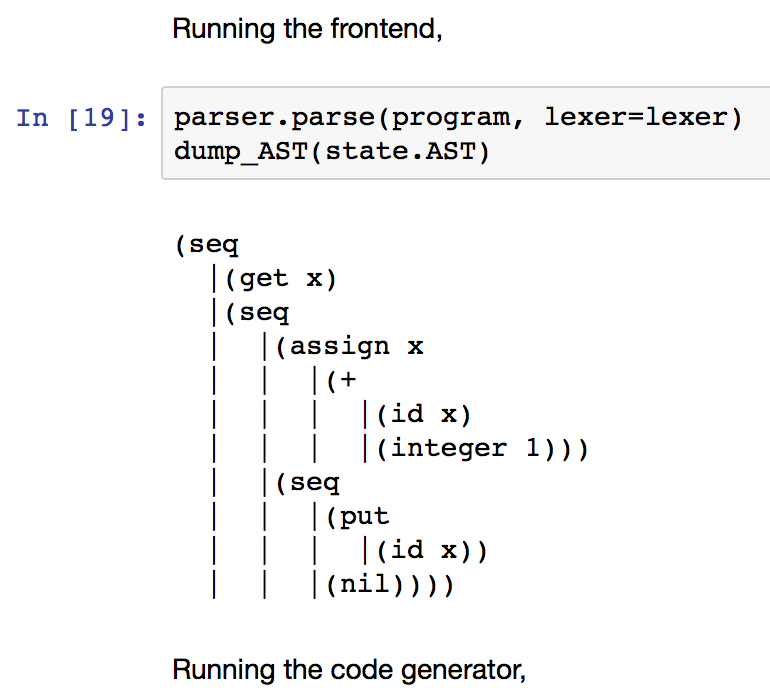 Running the frontend,
In [19]: parser.parse(program, lexer=lexer)
dump_AST(state.AST)
(seq
  |(get x)
  |(seq
  |  |(assign x
  |  |  |(+
  |  |  |  |(id x)
  |  |  |  |(integer 1)))
  |  |(seq
  |  |  |(put
  |  |  |  |(id x))
  |  |  |(nil))))
Running the code generator,